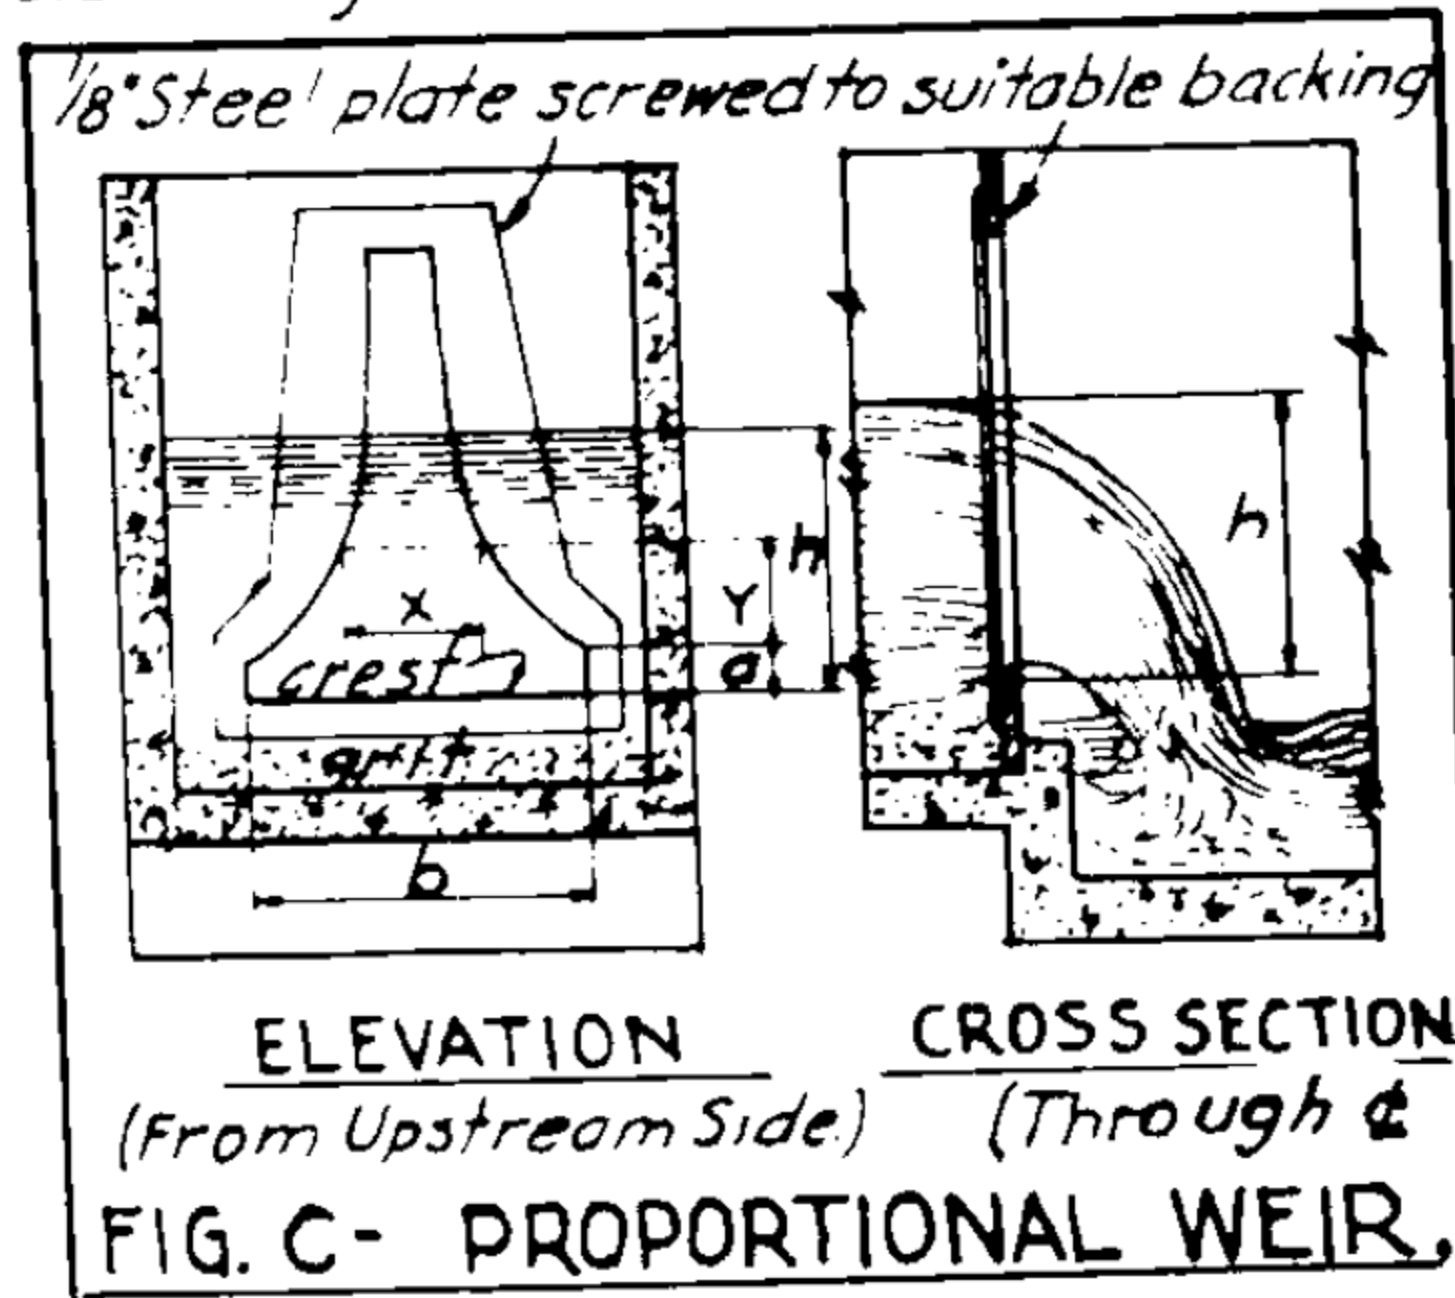 1/8" Steel plate screwed to suitable backing
h
h
X
Y
crest
a
grit
b
ELEVATION
CROSS SECTION
(From Upstream Side.)
(Through ℄
FIG. C- PROPORTIONAL WEIR.